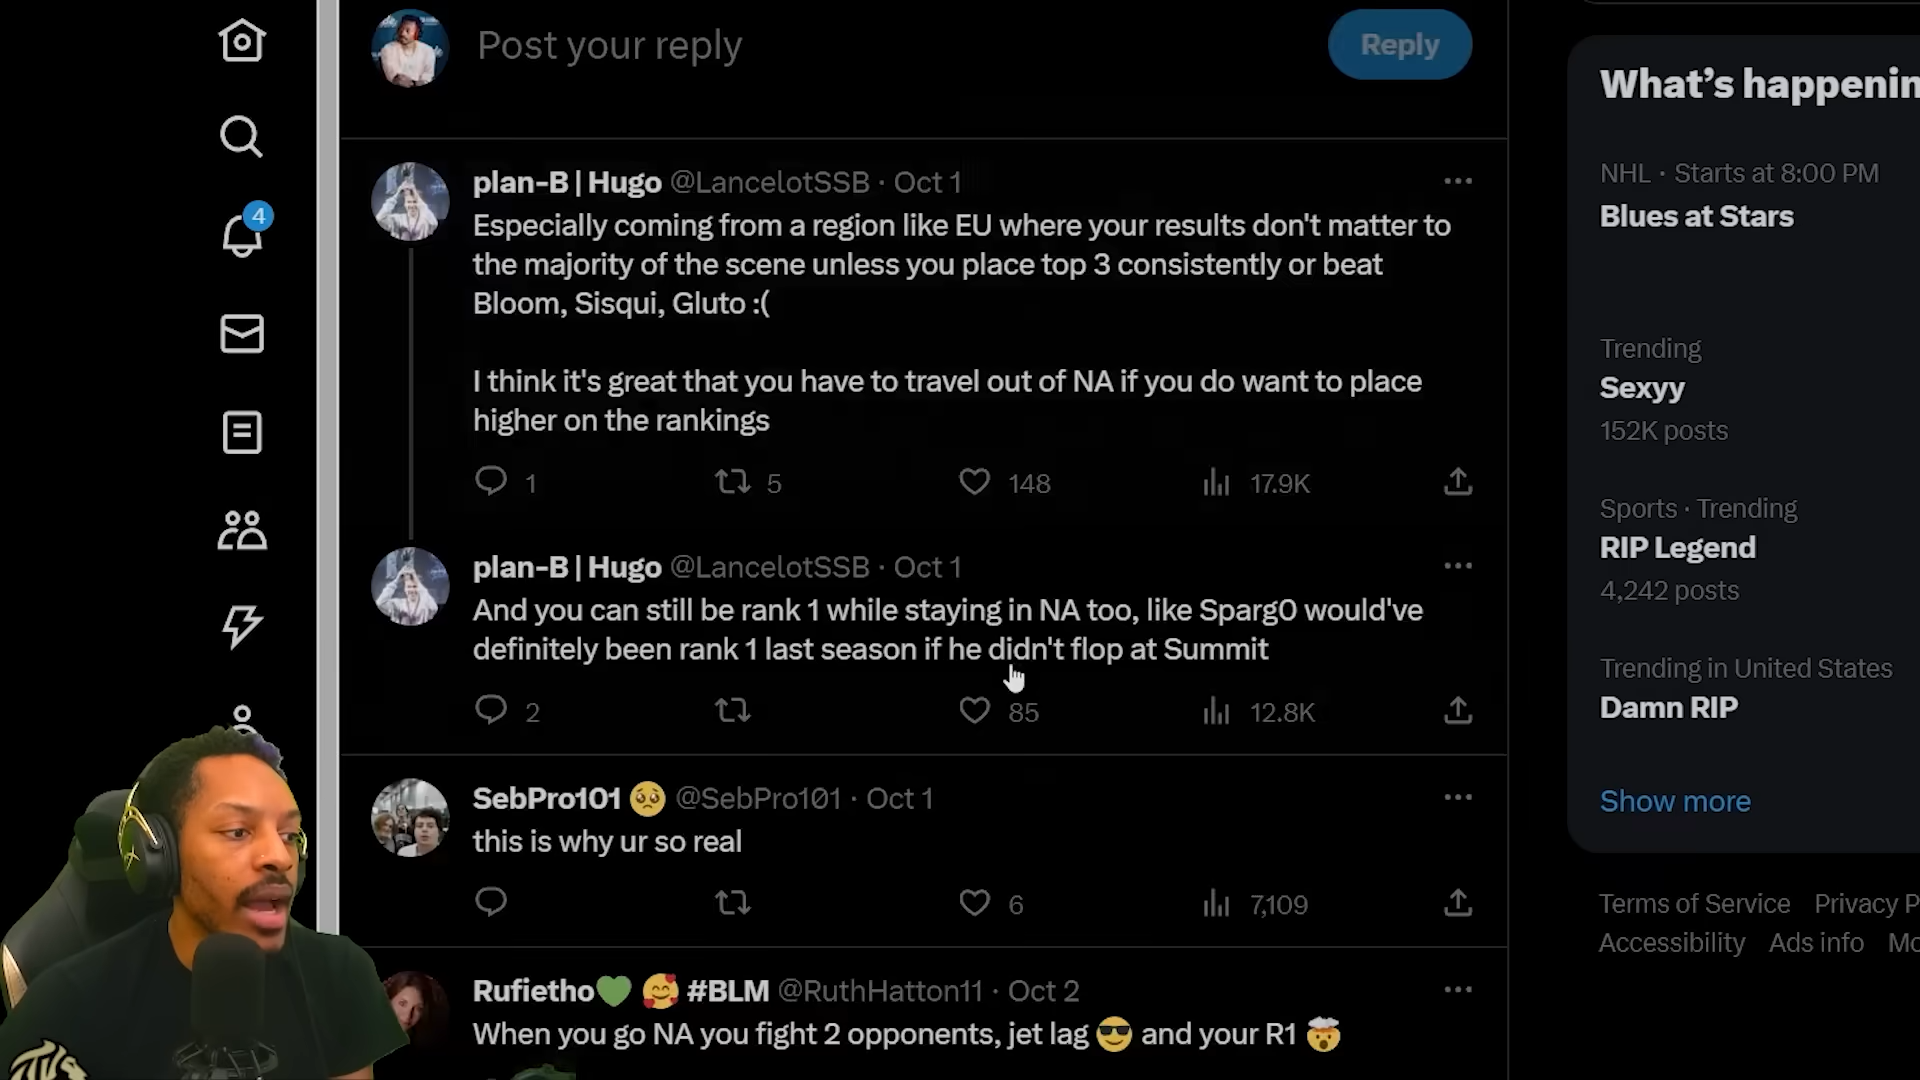 Post your reply
Reply
plan-B | Hugo @LancelotSSB · Oct 1
Especially coming from a region like EU where your results don't matter to
the majority of the scene unless you place top 3 consistently or beat
Bloom, Sisqui, Gluto :(
I think it's great that you have to travel out of NA if you do want to place
higher on the rankings
1 5 148 17.9K
plan-B | Hugo @LancelotSSB · Oct 1
And you can still be rank 1 while staying in NA too, like Sparg0 would've
definitely been rank 1 last season if he didn't flop at Summit
2 85 12.8K
SebPro101 🥺 @SebPro101 · Oct 1
this is why ur so real
6 7,109
Rufietho💚 🥰 #BLM @RuthHatton11 · Oct 2
When you go NA you fight 2 opponents, jet lag 😎 and your R1 🤯
4
What's happenin
NHL · Starts at 8:00 PM
Blues at Stars
Trending
Sexyy
152K posts
Sports · Trending
RIP Legend
4,242 posts
Trending in United States
Damn RIP
Show more
Terms of Service Privacy P
Accessibility Ads info Mo